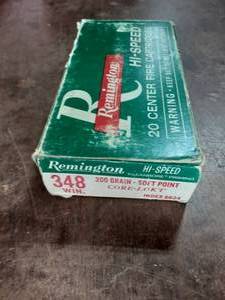 R
Remington
HI-SPEED
20 CENTER FIRE CARTRIDGES
WARNING-KEEP
Remington HI-SPEED
348
WIN.
200 GRAIN - SOFT POINT
CORE-LOKT